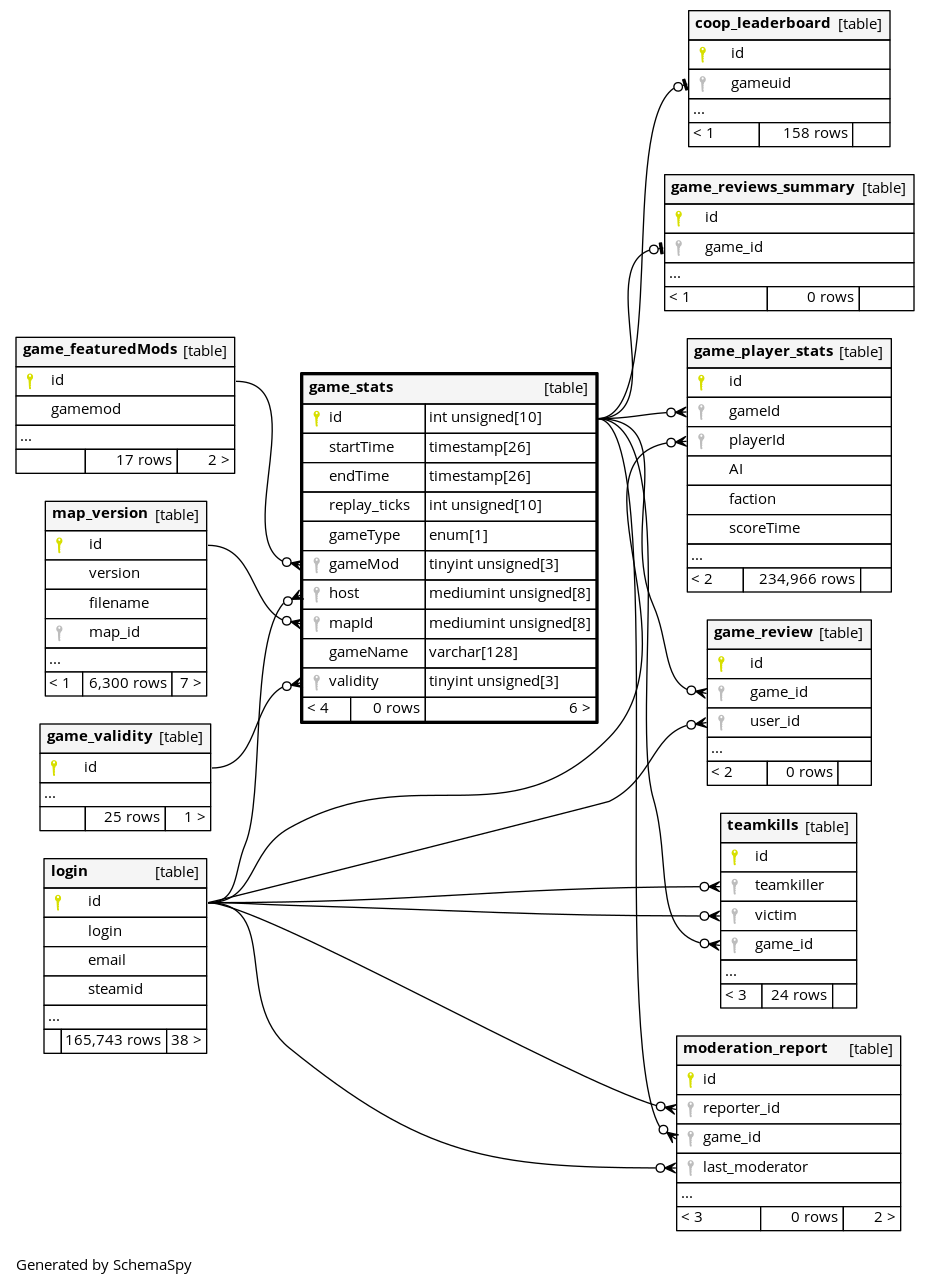 coop_leaderboard [table]
id
gameuid
...
< 1 158 rows
game_reviews_summary [table]
id
game_id
...
< 1 0 rows
game_featuredMods [table]
id
gamemod
...
17 rows 2 >
map_version [table]
id
version
filename
map_id
...
< 1 6,300 rows 7 >
game_validity [table]
id
...
25 rows 1 >
login [table]
id
login
email
steamid
...
165,743 rows 38 >
game_stats [table]
id int unsigned[10]
startTime timestamp[26]
endTime timestamp[26]
replay_ticks int unsigned[10]
gameType enum[1]
gameMod tinyint unsigned[3]
host mediumint unsigned[8]
mapId mediumint unsigned[8]
gameName varchar[128]
validity tinyint unsigned[3]
< 4 0 rows 6 >
game_player_stats [table]
id
gameId
playerId
AI
faction
scoreTime
...
< 2 234,966 rows
game_review [table]
id
game_id
user_id
...
< 2 0 rows
teamkills [table]
id
teamkiller
victim
game_id
...
< 3 24 rows
moderation_report [table]
id
reporter_id
game_id
last_moderator
...
< 3 0 rows 2 >
Generated by SchemaSpy